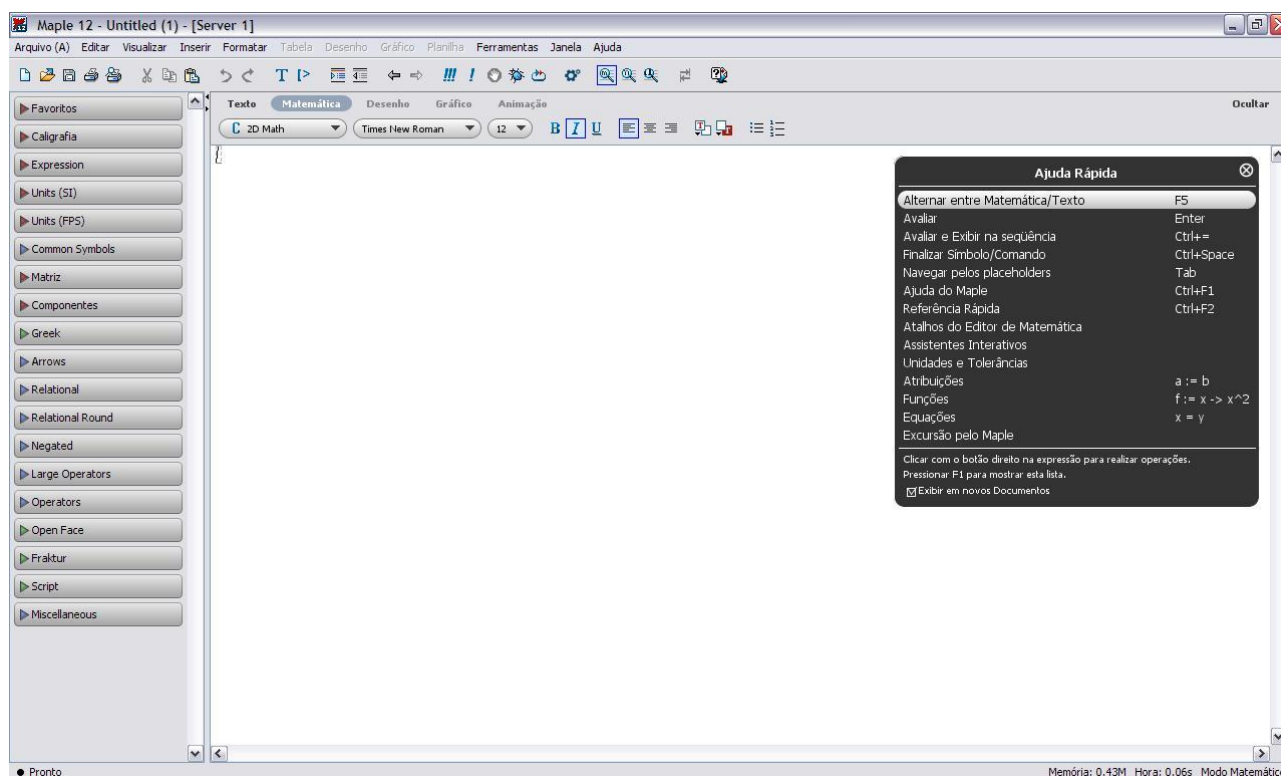 Maple 12 - Untitled (1) - [Server 1]
Arquivo (A) Editar Visualizar Inserir Formatar Tabela Desenho Gráfico Planilha Ferramentas Janela Ajuda
Favoritos
Caligrafia
Expression
Units (SI)
Units (FPS)
Common Symbols
Matriz
Componentes
Greek
Arrows
Relational
Relational Round
Negated
Large Operators
Operators
Open Face
Fraktur
Script
Miscellaneous
Texto Matemática Desenho Gráfico Animação Ocultar
C 2D Math Times New Roman 12 B I U
Ajuda Rápida
Alternar entre Matemática/Texto F5
Avaliar Enter
Avaliar e Exibir na seqüência Ctrl+=
Finalizar Símbolo/Comando Ctrl+Space
Navegar pelos placeholders Tab
Ajuda do Maple Ctrl+F1
Referência Rápida Ctrl+F2
Atalhos do Editor de Matemática
Assistentes Interativos
Unidades e Tolerâncias
Atribuições a := b
Funções f := x -> x^2
Equações x = y
Excursão pelo Maple
Clicar com o botão direito na expressão para realizar operações.
Pressionar F1 para mostrar esta lista.
Exibir em novos Documentos
Pronto Memória: 0.43M Hora: 0.06s Modo Matemátic